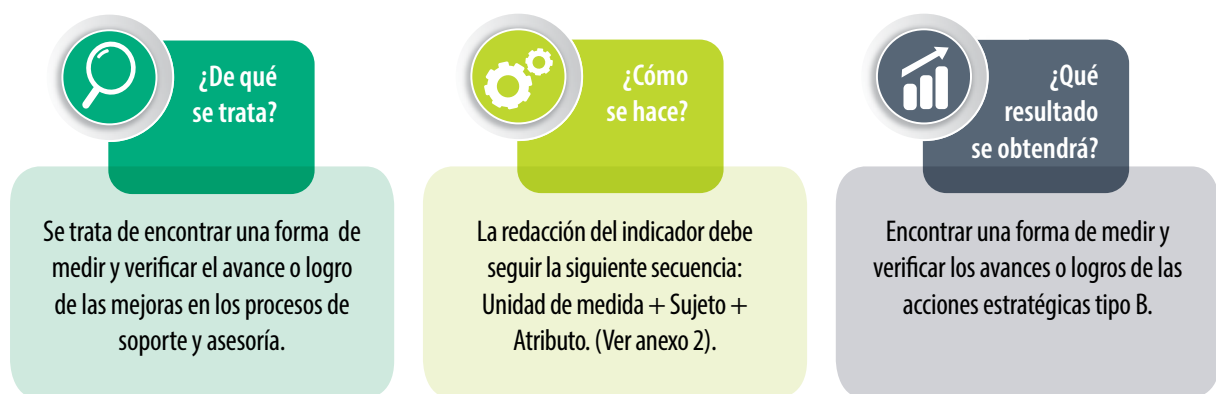 ¿De qué
se trata?
Se trata de encontrar una forma de
medir y verificar el avance o logro
de las mejoras en los procesos de
soporte y asesoría.
¿Cómo
se hace?
La redacción del indicador debe
seguir la siguiente secuencia:
Unidad de medida + Sujeto +
Atributo. (Ver anexo 2).
¿Qué
resultado
se obtendrá?
Encontrar una forma de medir y
verificar los avances o logros de las
acciones estratégicas tipo B.